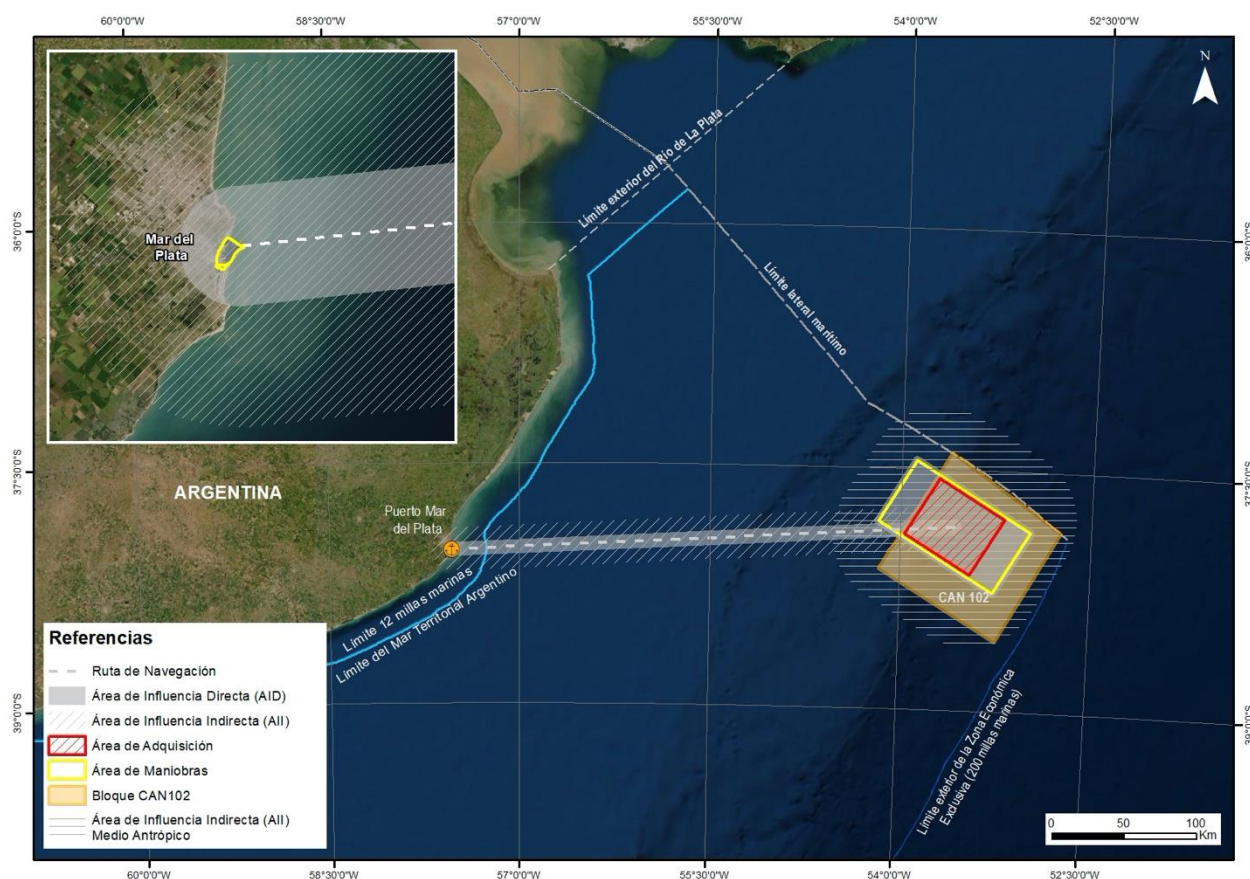 60°0'0"W
58°30'0"W
57°0'0"W
55°30'0"W
54°0'0"W
52°30'0"W
N
Mar del
Plata
Límite exterior del Río de La Plata
36°0'0"S
36°0'0"S
Límite lateral marítimo
37°30'0"S
37°30'0"S
ARGENTINA
Puerto Mar
del Plata
Límite 12 millas marinas
Límite del Mar Territorial Argentino
CAN 102
Límite exterior de la Zona Económica
Exclusiva (200 millas marinas)
39°0'0"S
39°0'0"S
Referencias
Ruta de Navegación
Área de Influencia Directa (AID)
Área de Influencia Indirecta (AII)
Área de Adquisición
Área de Maniobras
Bloque CAN102
Área de Influencia Indirecta (AII)
Medio Antrópico
0 50 100
Km
60°0'0"W
58°30'0"W
57°0'0"W
55°30'0"W
54°0'0"W
52°30'0"W